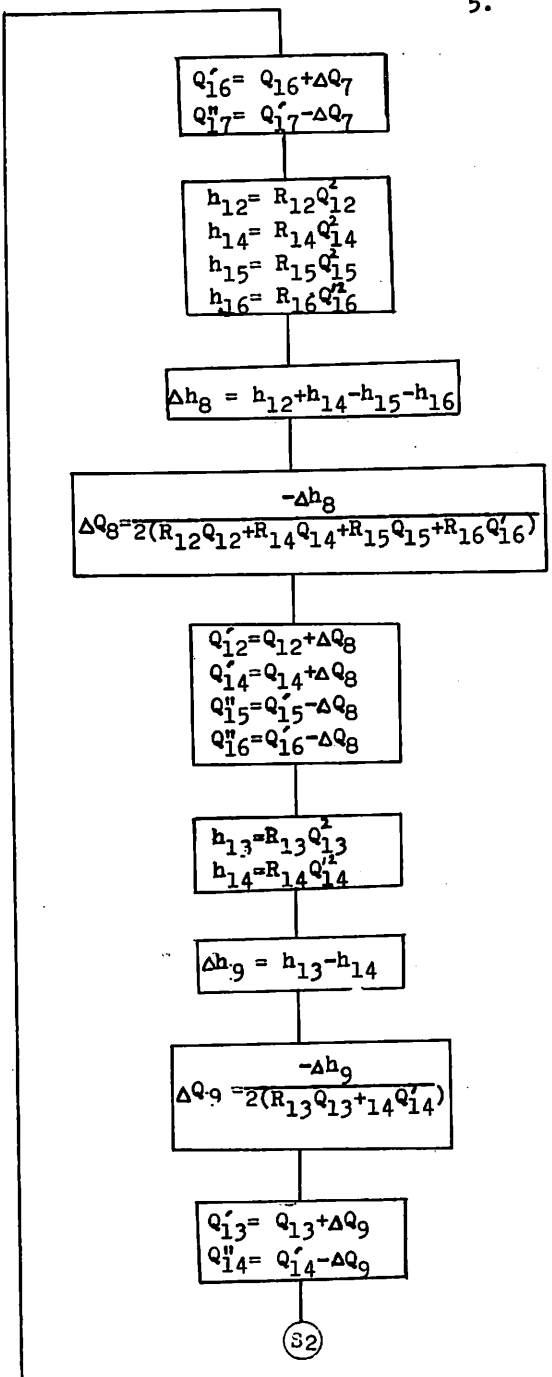 5.
Q′₁₆= Q₁₆+ΔQ₇
Q″₁₇= Q′₁₇-ΔQ₇
h₁₂= R₁₂Q²₁₂
h₁₄= R₁₄Q²₁₄
h₁₅= R₁₅Q²₁₅
h₁₆= R₁₆Q′²₁₆
Δh₈ = h₁₂+h₁₄-h₁₅-h₁₆
-Δh₈
ΔQ₈=
2(R₁₂Q₁₂+R₁₄Q₁₄+R₁₅Q₁₅+R₁₆Q′₁₆)
Q′₁₂=Q₁₂+ΔQ₈
Q′₁₄=Q₁₄+ΔQ₈
Q″₁₅=Q′₁₅-ΔQ₈
Q″₁₆=Q′₁₆-ΔQ₈
h₁₃=R₁₃Q²₁₃
h₁₄=R₁₄Q′²₁₄
Δh₉ = h₁₃-h₁₄
-Δh₉
ΔQ₉ =
2(R₁₃Q₁₃+₁₄Q′₁₄)
Q′₁₃= Q₁₃+ΔQ₉
Q″₁₄= Q′₁₄-ΔQ₉
S2